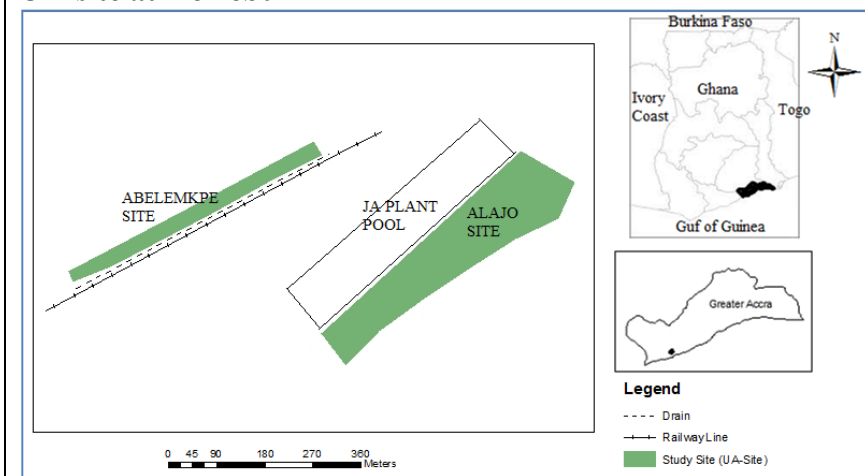 ABELEMKPE
SITE
JA PLANT
POOL
ALAJO
SITE
0 45 90 180 270 360
Meters
Burkina Faso
N
Ivory
Coast
Ghana
Togo
Guf of Guinea
Greater Accra
Legend
Drain
Railway Line
Study Site (UA-Site)